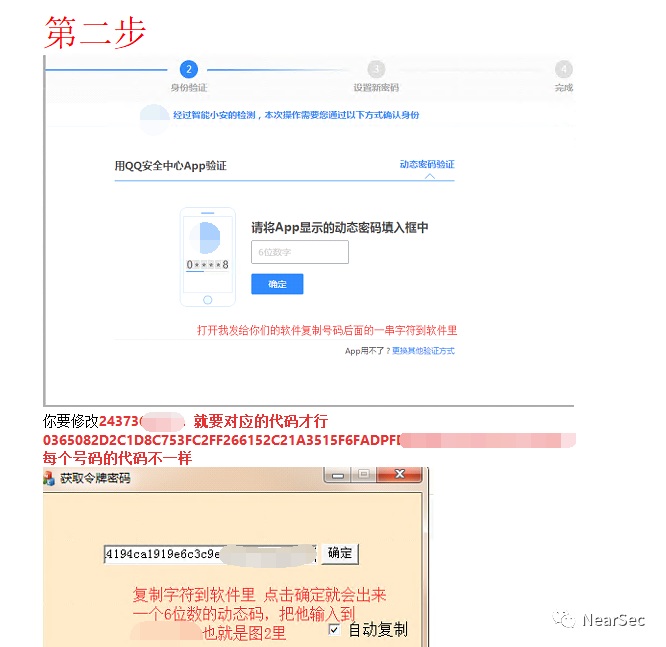 第二步
2 3 4
身份验证 设置新密码 完成
经过智能小安的检测，本次操作需要您通过以下方式确认身份
用QQ安全中心App验证 动态密码验证
请将App显示的动态密码填入框中
6位数字
0****8
确定
打开我发给你们的软件复制号码后面的一串字符到软件里
App用不了？更换其他验证方式
你要修改24373 就要对应的代码才行
0365082D2C1D8C753FC2FF266152C21A3515F6FADPFD
每个号码的代码不一样
获取令牌密码
4194ca1919e6c3c9e 确定
复制字符到软件里 点击确定就会出来
一个6位数的动态码，把他输入到
也就是图2里
自动复制
NearSec